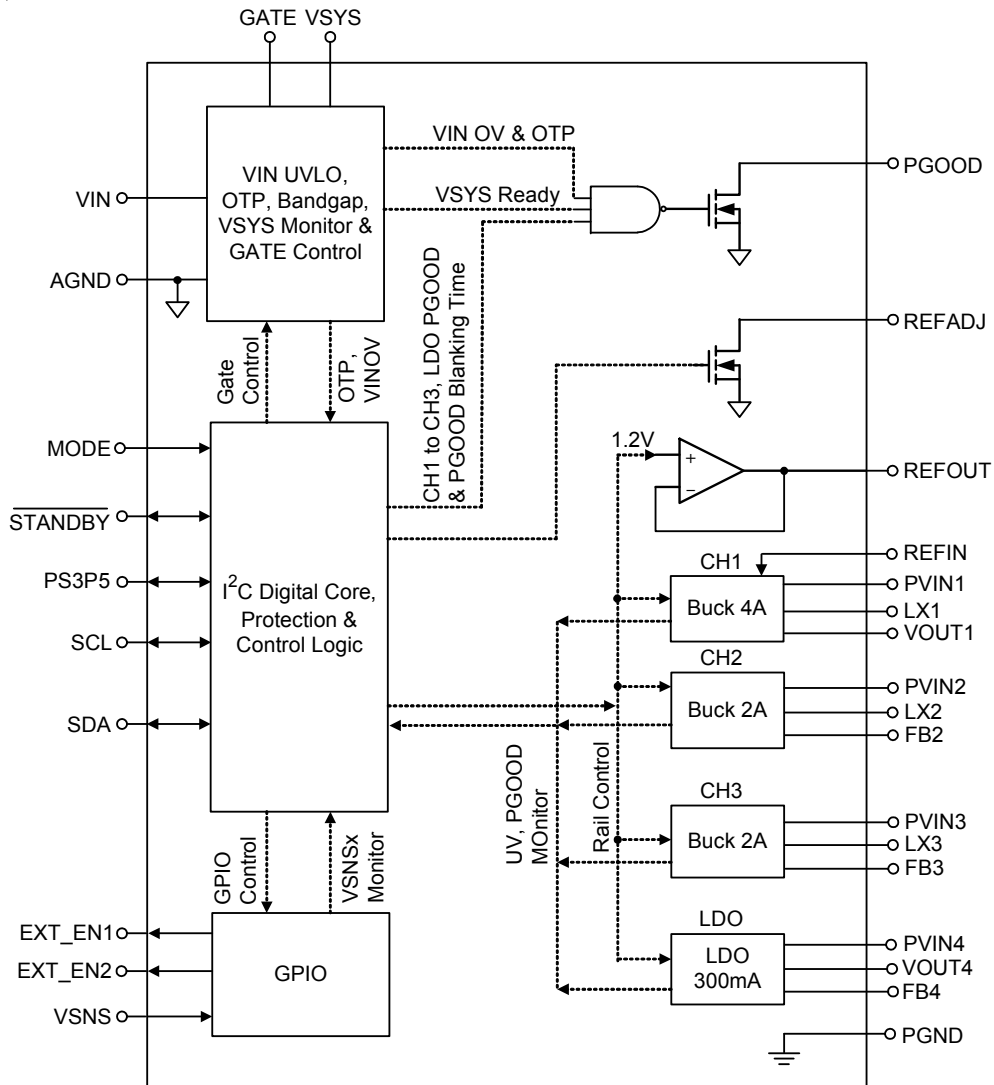 GATE VSYS
VIN
AGND
VIN UVLO,
OTP, Bandgap,
VSYS Monitor &
GATE Control
VIN OV & OTP
VSYS Ready
PGOOD
REFADJ
Gate
Control
OTP,
VINOV
CH1 to CH3, LDO PGOOD
& PGOOD Blanking Time
MODE
STANDBY
PS3P5
SCL
SDA
I²C Digital Core,
Protection &
Control Logic
1.2V
+
−
REFOUT
REFIN
CH1
Buck 4A
PVIN1
LX1
VOUT1
CH2
Buck 2A
PVIN2
LX2
FB2
UV, PGOOD
MOnitor
Rail Control
CH3
Buck 2A
PVIN3
LX3
FB3
GPIO
Control
VSNSx
Monitor
EXT_EN1
EXT_EN2
VSNS
GPIO
LDO
LDO
300mA
PVIN4
VOUT4
FB4
PGND